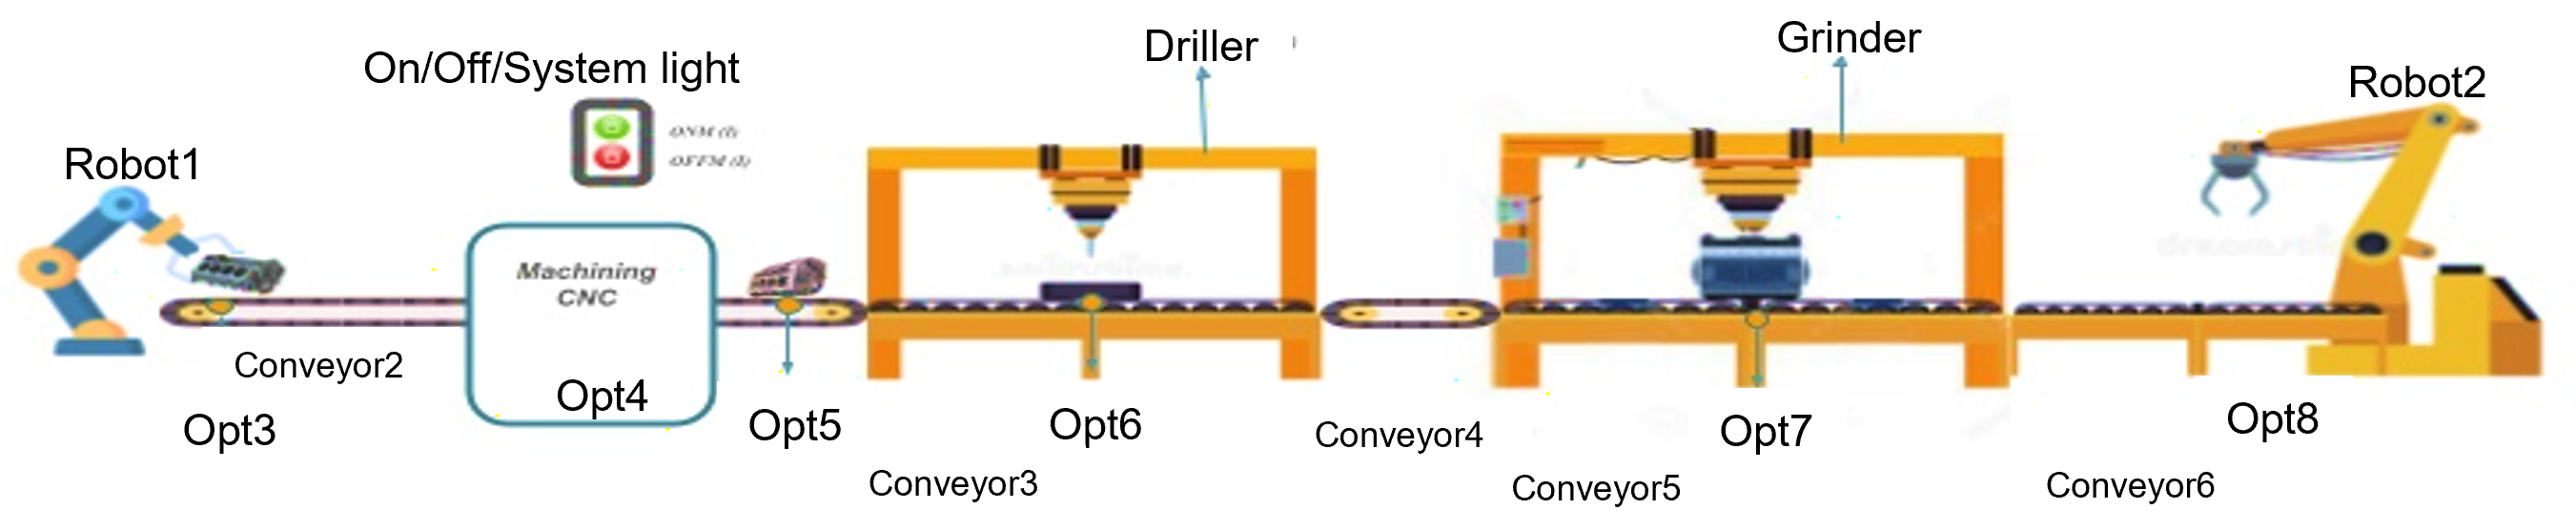 Driller
Grinder
On/Off/System light
Robot2
ONM (I)
OFFM (I)
Robot1
dreamstime
Machining
CNC
Conveyor2
Opt4
Opt3
Opt5
Opt6
Conveyor4
Opt7
Opt8
Conveyor3
Conveyor5
Conveyor6